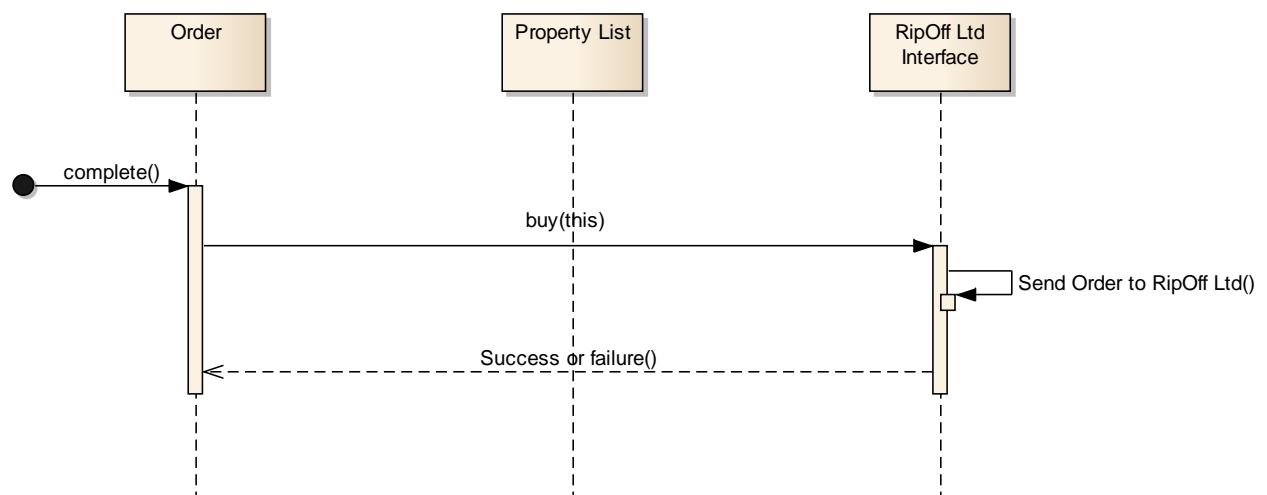 Order
Property List
RipOff Ltd
Interface
complete()
buy(this)
Send Order to RipOff Ltd()
Success or failure()